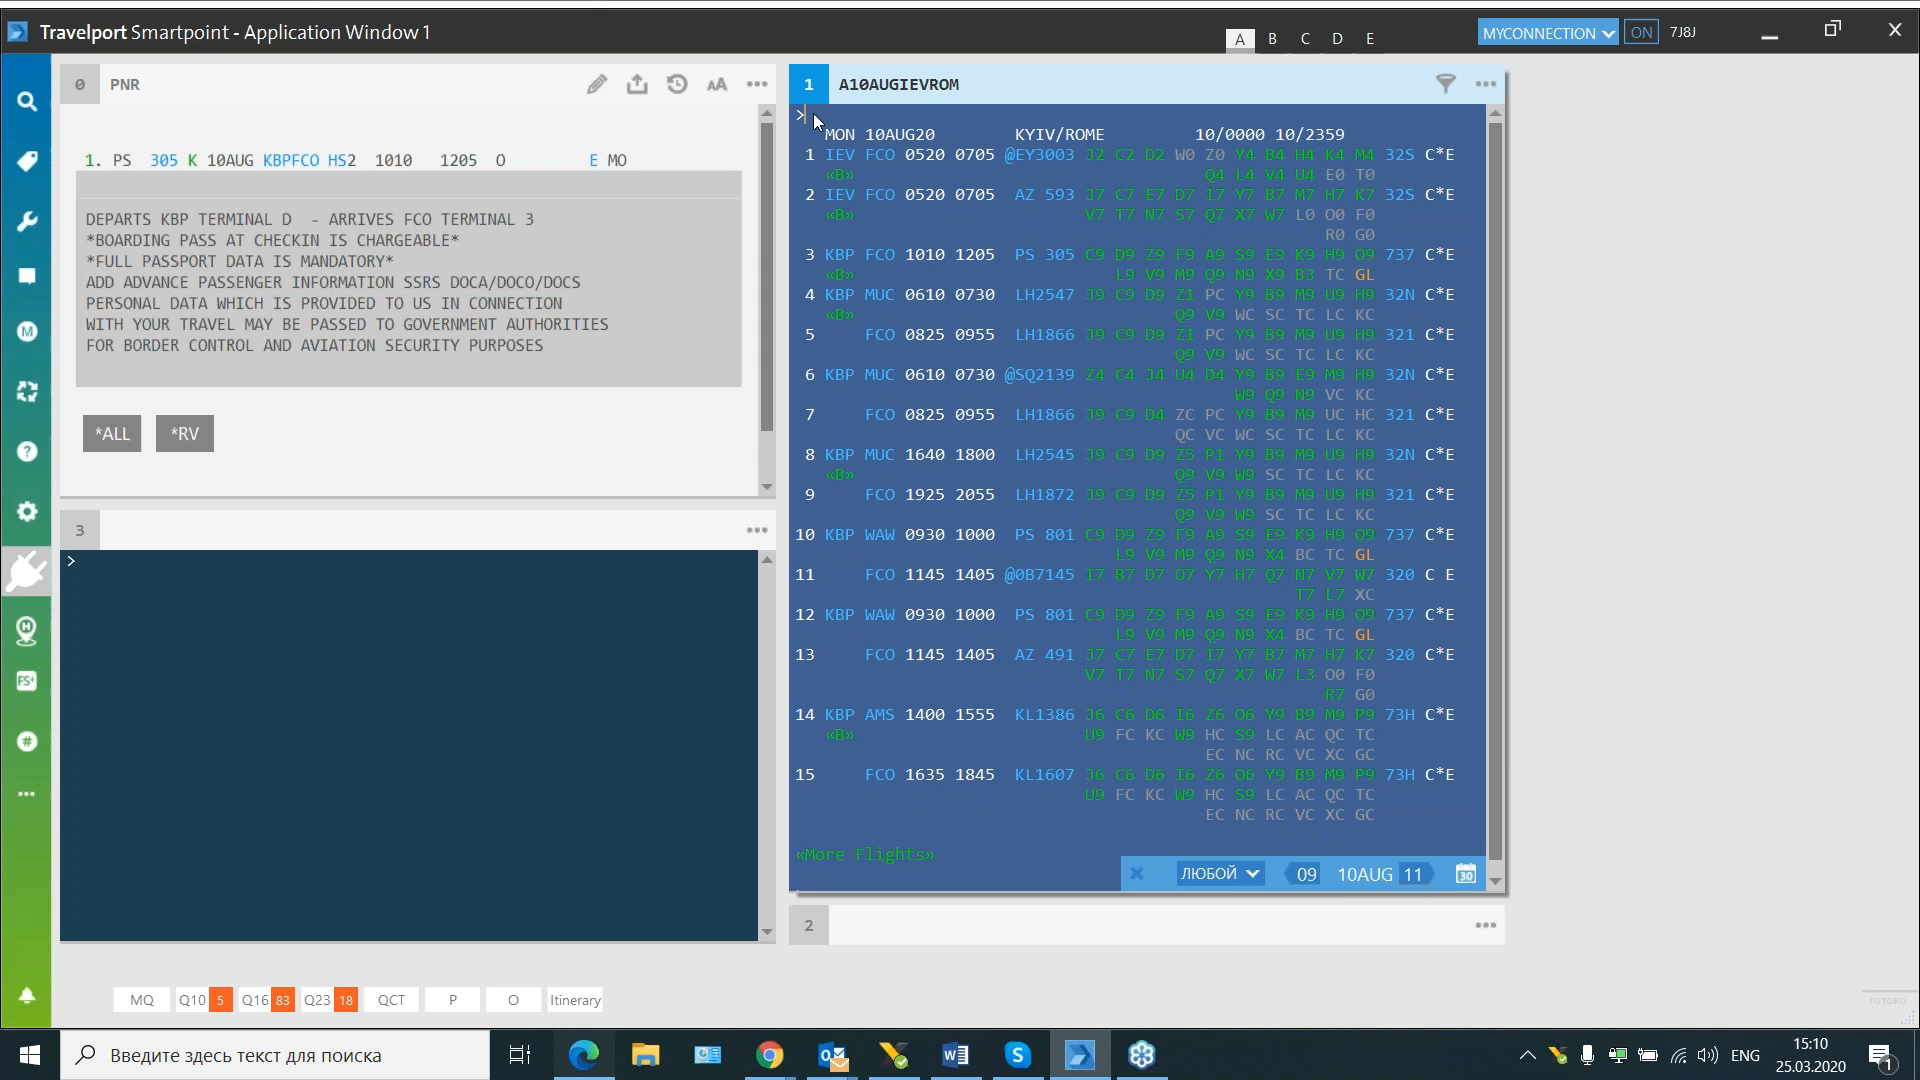 Travelport Smartpoint - Application Window 1
A B C D E
MYCONNECTION ON 7J8J
0 PNR
1. PS 305 K 10AUG KBPFCO HS2 1010 1205 O E MO
DEPARTS KBP TERMINAL D - ARRIVES FCO TERMINAL 3
*BOARDING PASS AT CHECKIN IS CHARGEABLE*
*FULL PASSPORT DATA IS MANDATORY*
ADD ADVANCE PASSENGER INFORMATION SSRS DOCA/DOCO/DOCS
PERSONAL DATA WHICH IS PROVIDED TO US IN CONNECTION
WITH YOUR TRAVEL MAY BE PASSED TO GOVERNMENT AUTHORITIES
FOR BORDER CONTROL AND AVIATION SECURITY PURPOSES
*ALL *RV
3
>
1 A10AUGIEVROM
>
MON 10AUG20 KYIV/ROME 10/0000 10/2359
1 IEV FCO 0520 0705 @EY3003 J2 C2 D2 W0 Z0 Y4 B4 H4 K4 M4 32S C*E
«B» Q4 L4 V4 U4 E0 T0
2 IEV FCO 0520 0705 AZ 593 J7 C7 E7 D7 I7 Y7 B7 M7 H7 K7 32S C*E
«B» V7 T7 N7 S7 Q7 X7 W7 L0 O0 F0
R0 G0
3 KBP FCO 1010 1205 PS 305 C9 D9 Z9 F9 A9 S9 E9 K9 H9 O9 737 C*E
«B» L9 V9 M9 Q9 N9 X9 B3 TC GL
4 KBP MUC 0610 0730 LH2547 J9 C9 D9 Z1 PC Y9 B9 M9 U9 H9 32N C*E
«B» Q9 V9 WC SC TC LC KC
5 FCO 0825 0955 LH1866 J9 C9 D9 Z1 PC Y9 B9 M9 U9 H9 321 C*E
Q9 V9 WC SC TC LC KC
6 KBP MUC 0610 0730 @SQ2139 Z4 C4 J4 U4 D4 Y9 B9 E9 M9 H9 32N C*E
W9 Q9 N9 VC KC
7 FCO 0825 0955 LH1866 J9 C9 D4 ZC PC Y9 B9 M9 UC HC 321 C*E
QC VC WC SC TC LC KC
8 KBP MUC 1640 1800 LH2545 J9 C9 D9 Z5 P1 Y9 B9 M9 U9 H9 32N C*E
«B» Q9 V9 W9 SC TC LC KC
9 FCO 1925 2055 LH1872 J9 C9 D9 Z5 P1 Y9 B9 M9 U9 H9 321 C*E
Q9 V9 W9 SC TC LC KC
10 KBP WAW 0930 1000 PS 801 C9 D9 Z9 F9 A9 S9 E9 K9 H9 O9 737 C*E
L9 V9 M9 Q9 N9 X4 BC TC GL
11 FCO 1145 1405 @0B7145 I7 B7 D7 O7 Y7 H7 Q7 N7 V7 W7 320 C E
T7 L7 XC
12 KBP WAW 0930 1000 PS 801 C9 D9 Z9 F9 A9 S9 E9 K9 H9 O9 737 C*E
L9 V9 M9 Q9 N9 X4 BC TC GL
13 FCO 1145 1405 AZ 491 J7 C7 E7 D7 I7 Y7 B7 M7 H7 K7 320 C*E
V7 T7 N7 S7 Q7 X7 W7 L3 O0 F0
R7 G0
14 KBP AMS 1400 1555 KL1386 J6 C6 D6 I6 Z6 O6 Y9 B9 M9 P9 73H C*E
«B» U9 FC KC W9 HC S9 LC AC QC TC
EC NC RC VC XC GC
15 FCO 1635 1845 KL1607 J6 C6 D6 I6 Z6 O6 Y9 B9 M9 P9 73H C*E
U9 FC KC W9 HC S9 LC AC QC TC
EC NC RC VC XC GC
«More Flights»
ЛЮБОЙ 09 10AUG 11 30
2
M
?
H
FS+
#
MQ Q10 5 Q16 83 Q23 18 QCT P O Itinerary
готово
Введите здесь текст для поиска
ENG
15:10
25.03.2020
1